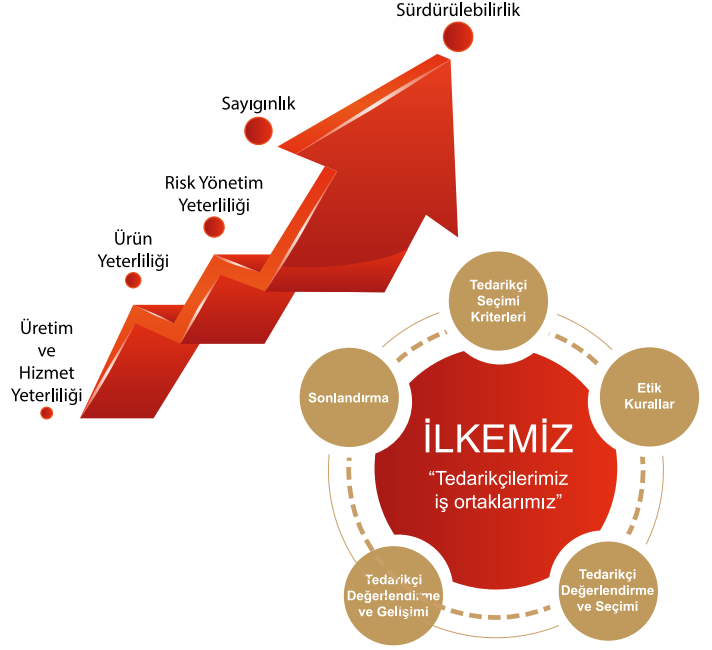 Sürdürülebilirlik
Sayıgınlık
Risk Yönetim
Yeterliliği
Ürün
Yeterliliği
Üretim
ve
Hizmet
Yeterliliği
Tedarikçi
Seçimi
Kriterleri
Etik
Kurallar
Tedarikçi
Değerlendirme
ve Seçimi
Tedarikçi
Değerlendirme
ve Gelişimi
Sonlandırma
İLKEMİZ
“Tedarikçilerimiz
iş ortaklarımız”